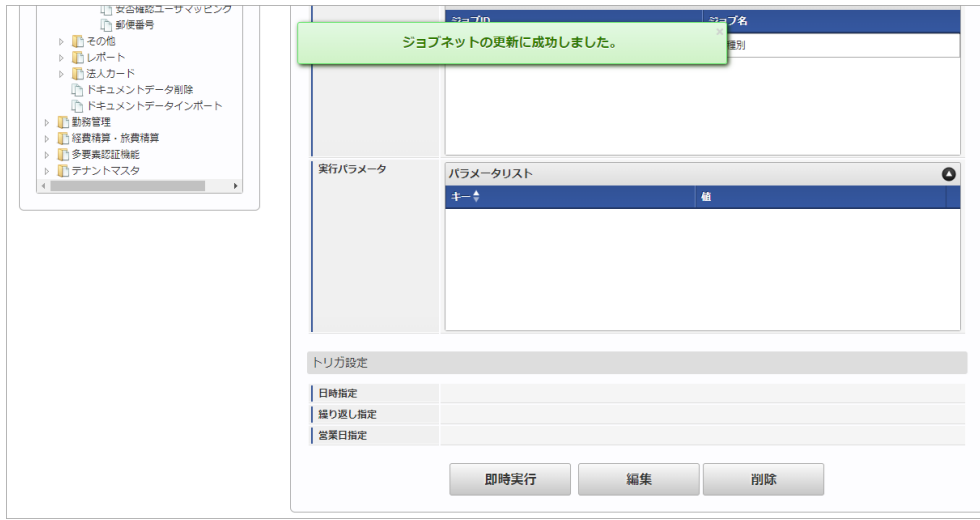 安否確認ユーザマッピング
郵便番号
その他
レポート
法人カード
ドキュメントデータ削除
ドキュメントデータインポート
勤務管理
経費精算・旅費精算
多要素認証機能
テナントマスタ
ジョブID
ジョブ名
ジョブネットの更新に成功しました。
×
種別
実行パラメータ
パラメータリスト
キー
値
トリガ設定
日時指定
繰り返し指定
営業日指定
即時実行
編集
削除